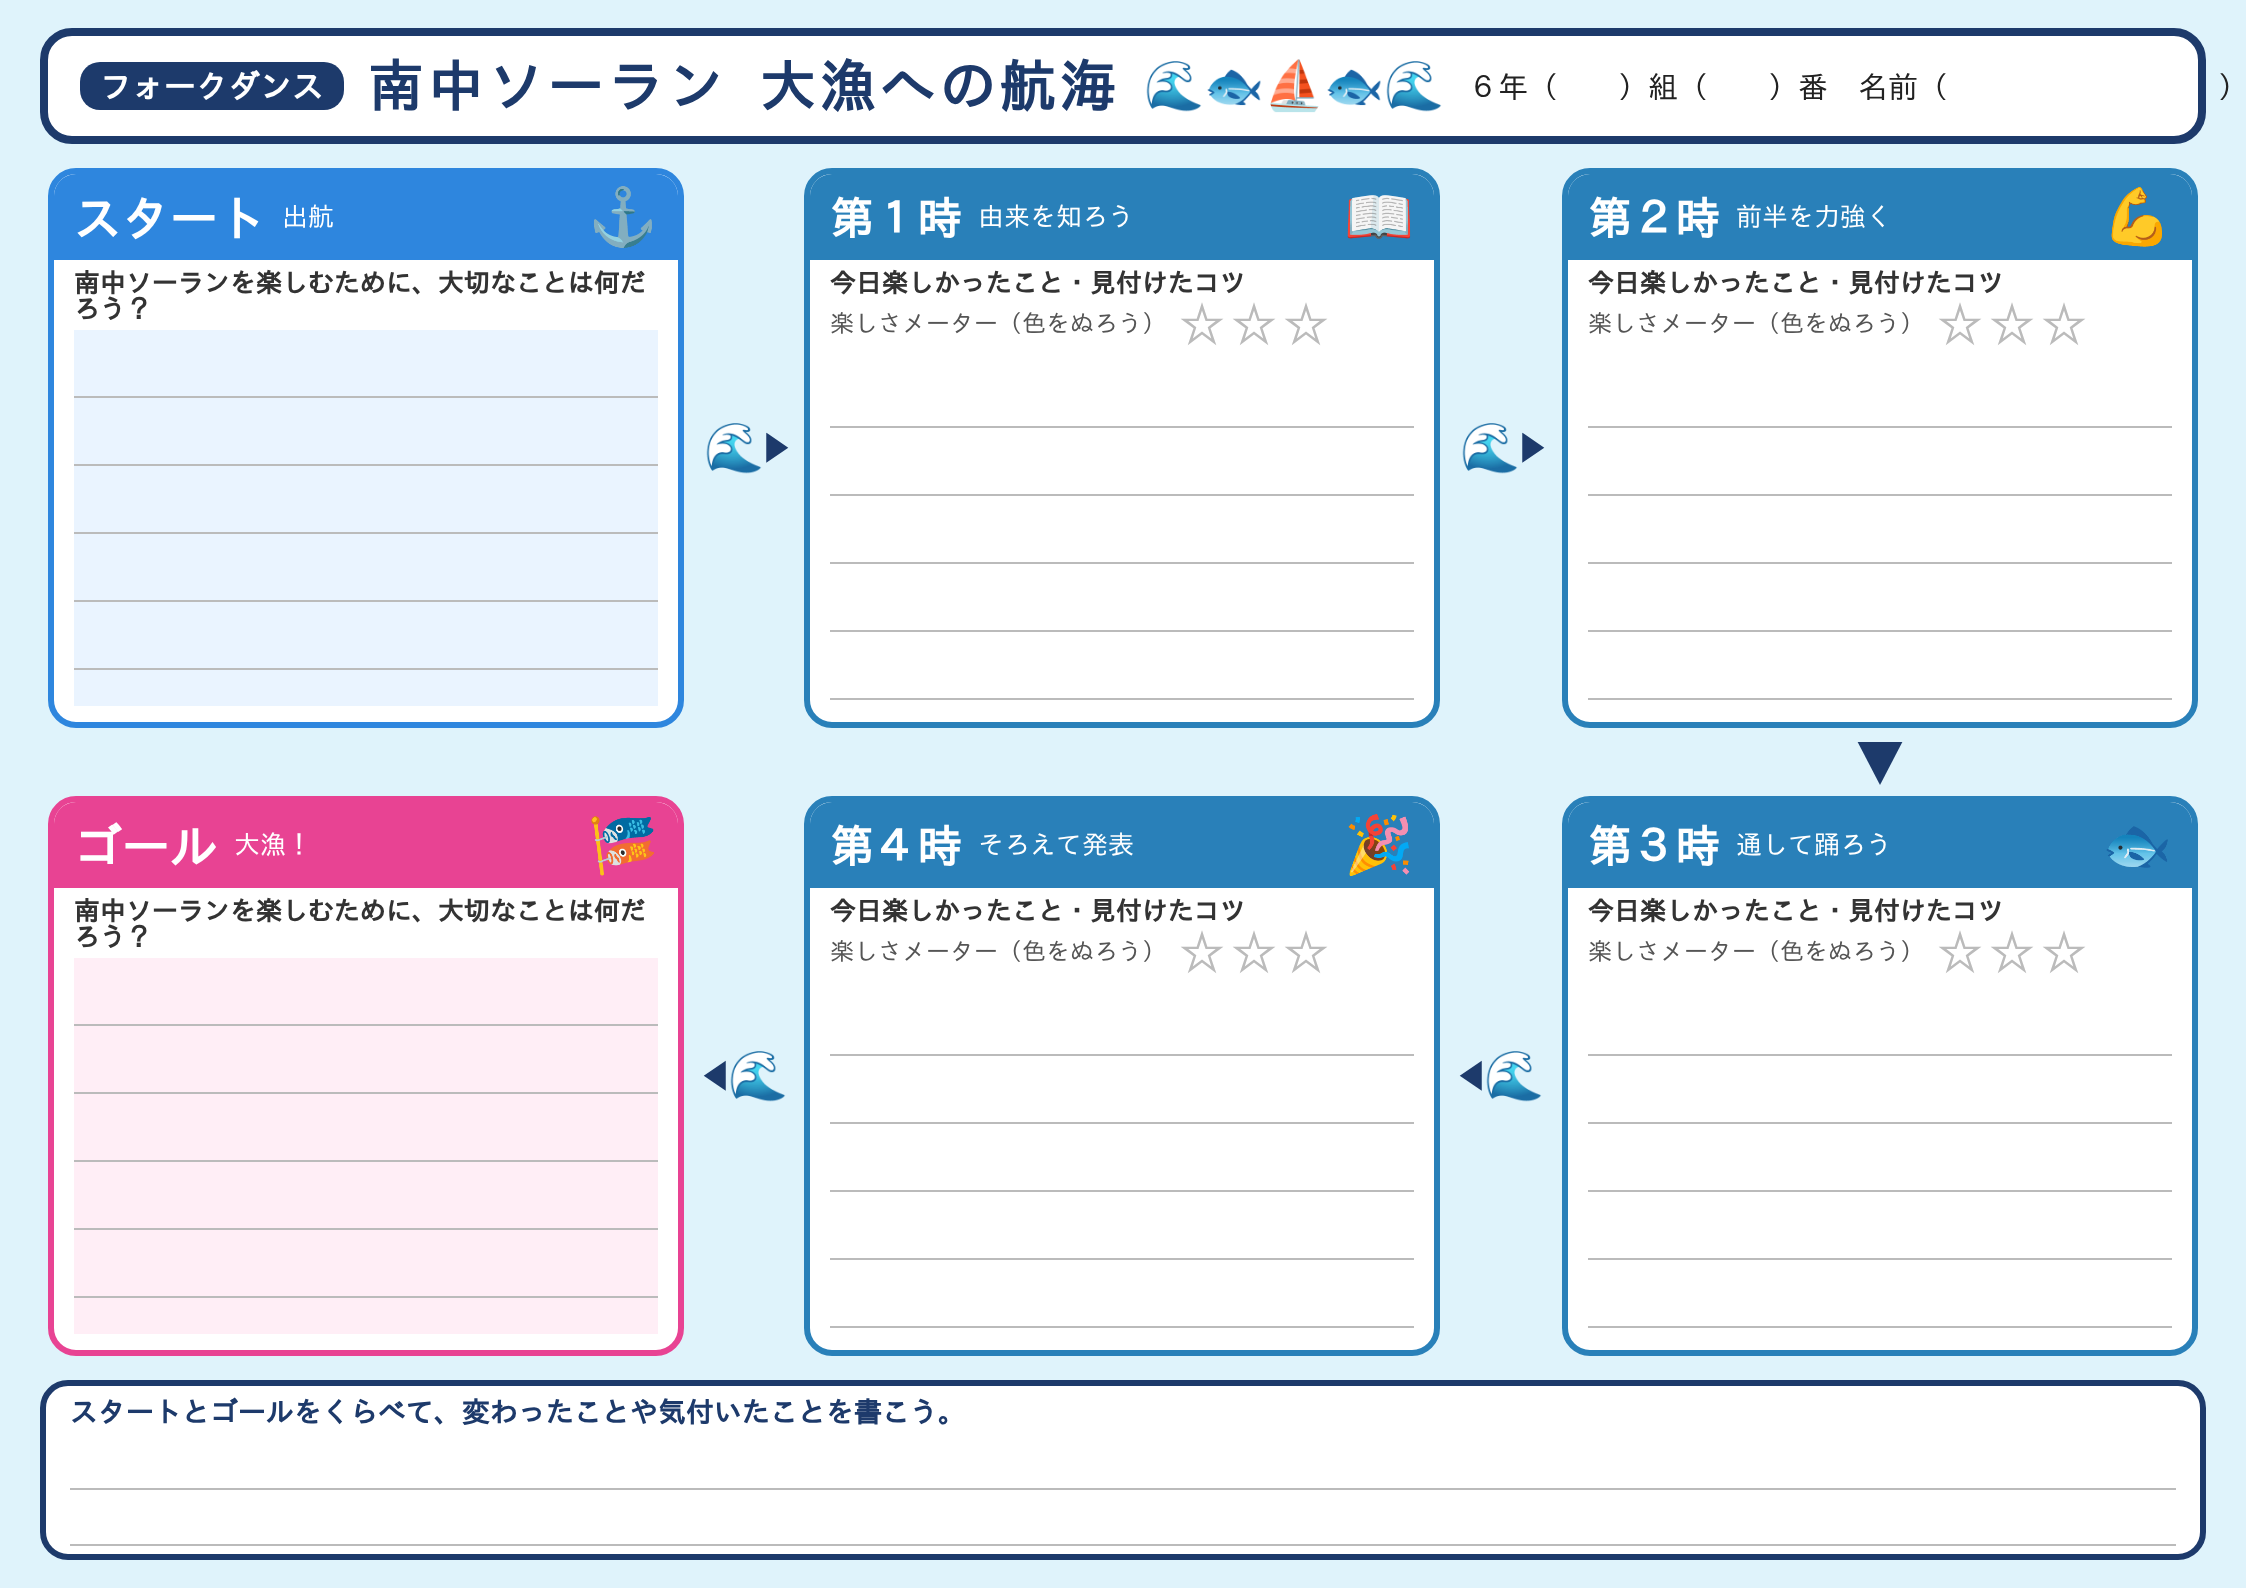 フォークダンス 南中ソーラン 大漁への航海 6年（　　）組（　　）番　名前（　　　　　　　　　）
スタート 出航
南中ソーランを楽しむために、大切なことは何だ
ろう？
第1時 由来を知ろう
今日楽しかったこと・見付けたコツ
楽しさメーター（色をぬろう） ☆☆☆
第2時 前半を力強く
今日楽しかったこと・見付けたコツ
楽しさメーター（色をぬろう） ☆☆☆
第3時 通して踊ろう
今日楽しかったこと・見付けたコツ
楽しさメーター（色をぬろう） ☆☆☆
第4時 そろえて発表
今日楽しかったこと・見付けたコツ
楽しさメーター（色をぬろう） ☆☆☆
ゴール 大漁！
南中ソーランを楽しむために、大切なことは何だ
ろう？
スタートとゴールをくらべて、変わったことや気付いたことを書こう。